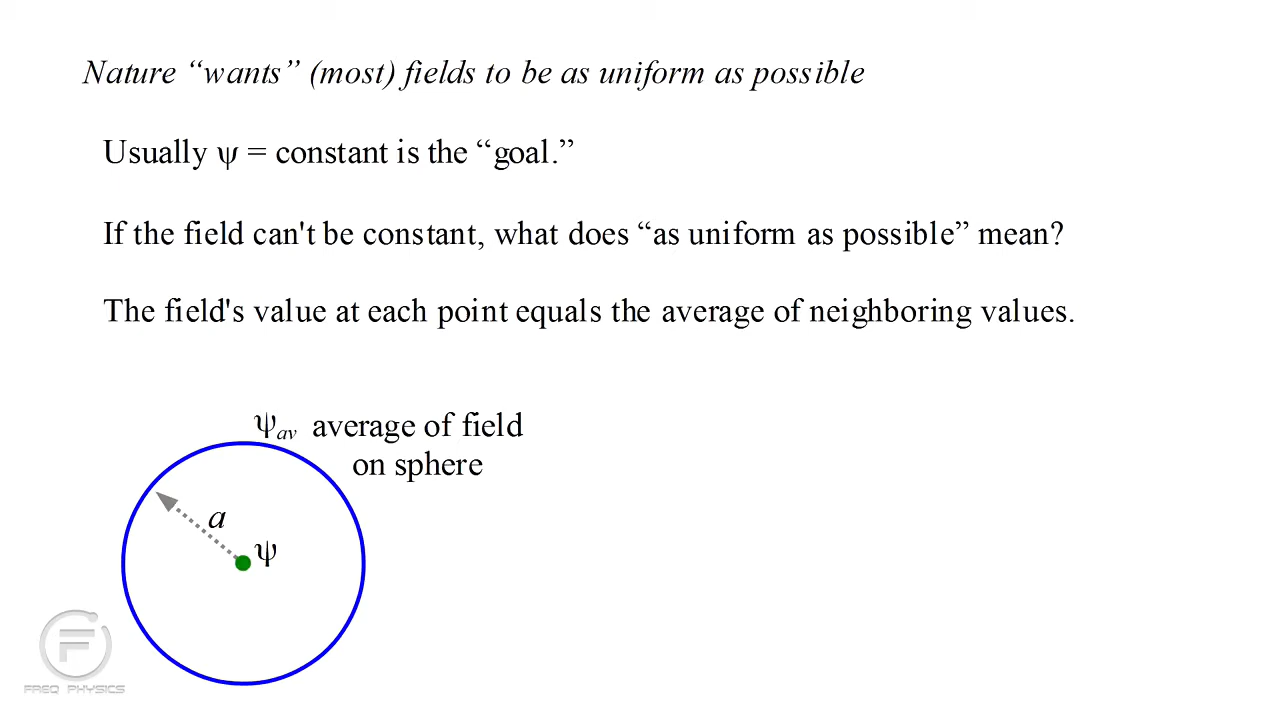 Nature “wants” (most) fields to be as uniform as possible
Usually ψ = constant is the “goal.”
If the field can't be constant, what does “as uniform as possible” mean?
The field's value at each point equals the average of neighboring values.
ψav average of field
on sphere
a
ψ
F
FREQ PHYSICS